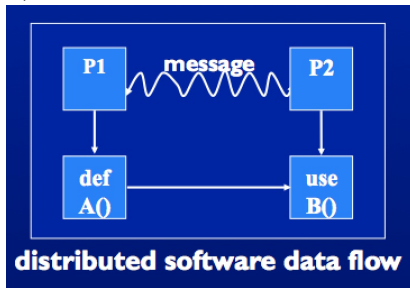 P1
message
P2
def
A()
use
B()
distributed software data flow